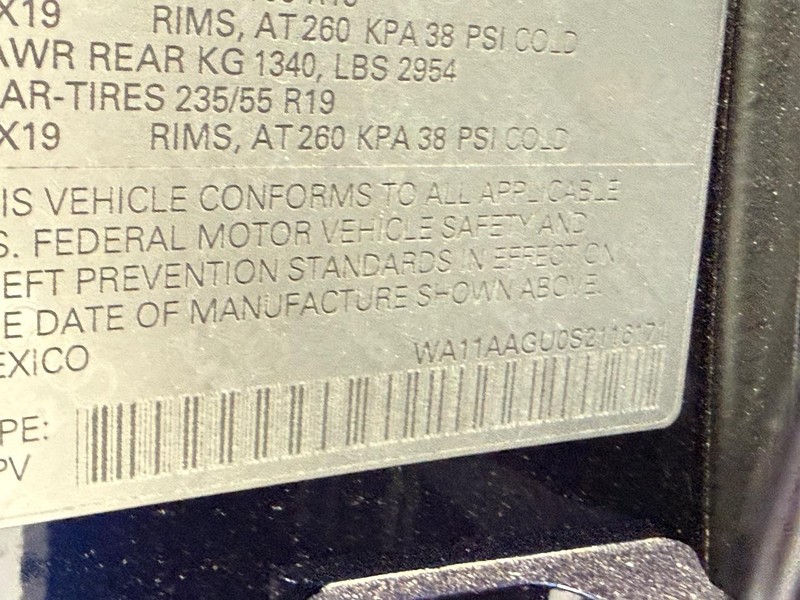 X19 RIMS, AT 260 KPA 38 PSI COLD
AWR REAR KG 1340, LBS 2954
AR-TIRES 235/55 R19
X19 RIMS, AT 260 KPA 38 PSI COLD
IS VEHICLE CONFORMS TO ALL APPLICABLE
S. FEDERAL MOTOR VEHICLE SAFETY AND
EFT PREVENTION STANDARDS IN EFFECT ON
E DATE OF MANUFACTURE SHOWN ABOVE.
EXICO
PE:
PV